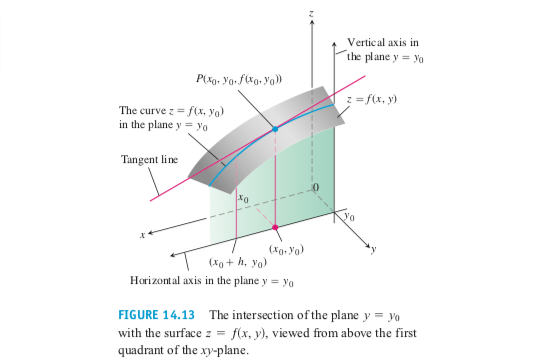 z
Vertical axis in
the plane y = y₀
P(x₀, y₀, f(x₀, y₀))
z = f(x, y)
The curve z = f(x, y₀)
in the plane y = y₀
Tangent line
x₀
0
y₀
x
(x₀, y₀)
y
(x₀ + h, y₀)
Horizontal axis in the plane y = y₀
FIGURE 14.13 The intersection of the plane y = y₀
with the surface z = f(x, y), viewed from above the first
quadrant of the xy-plane.